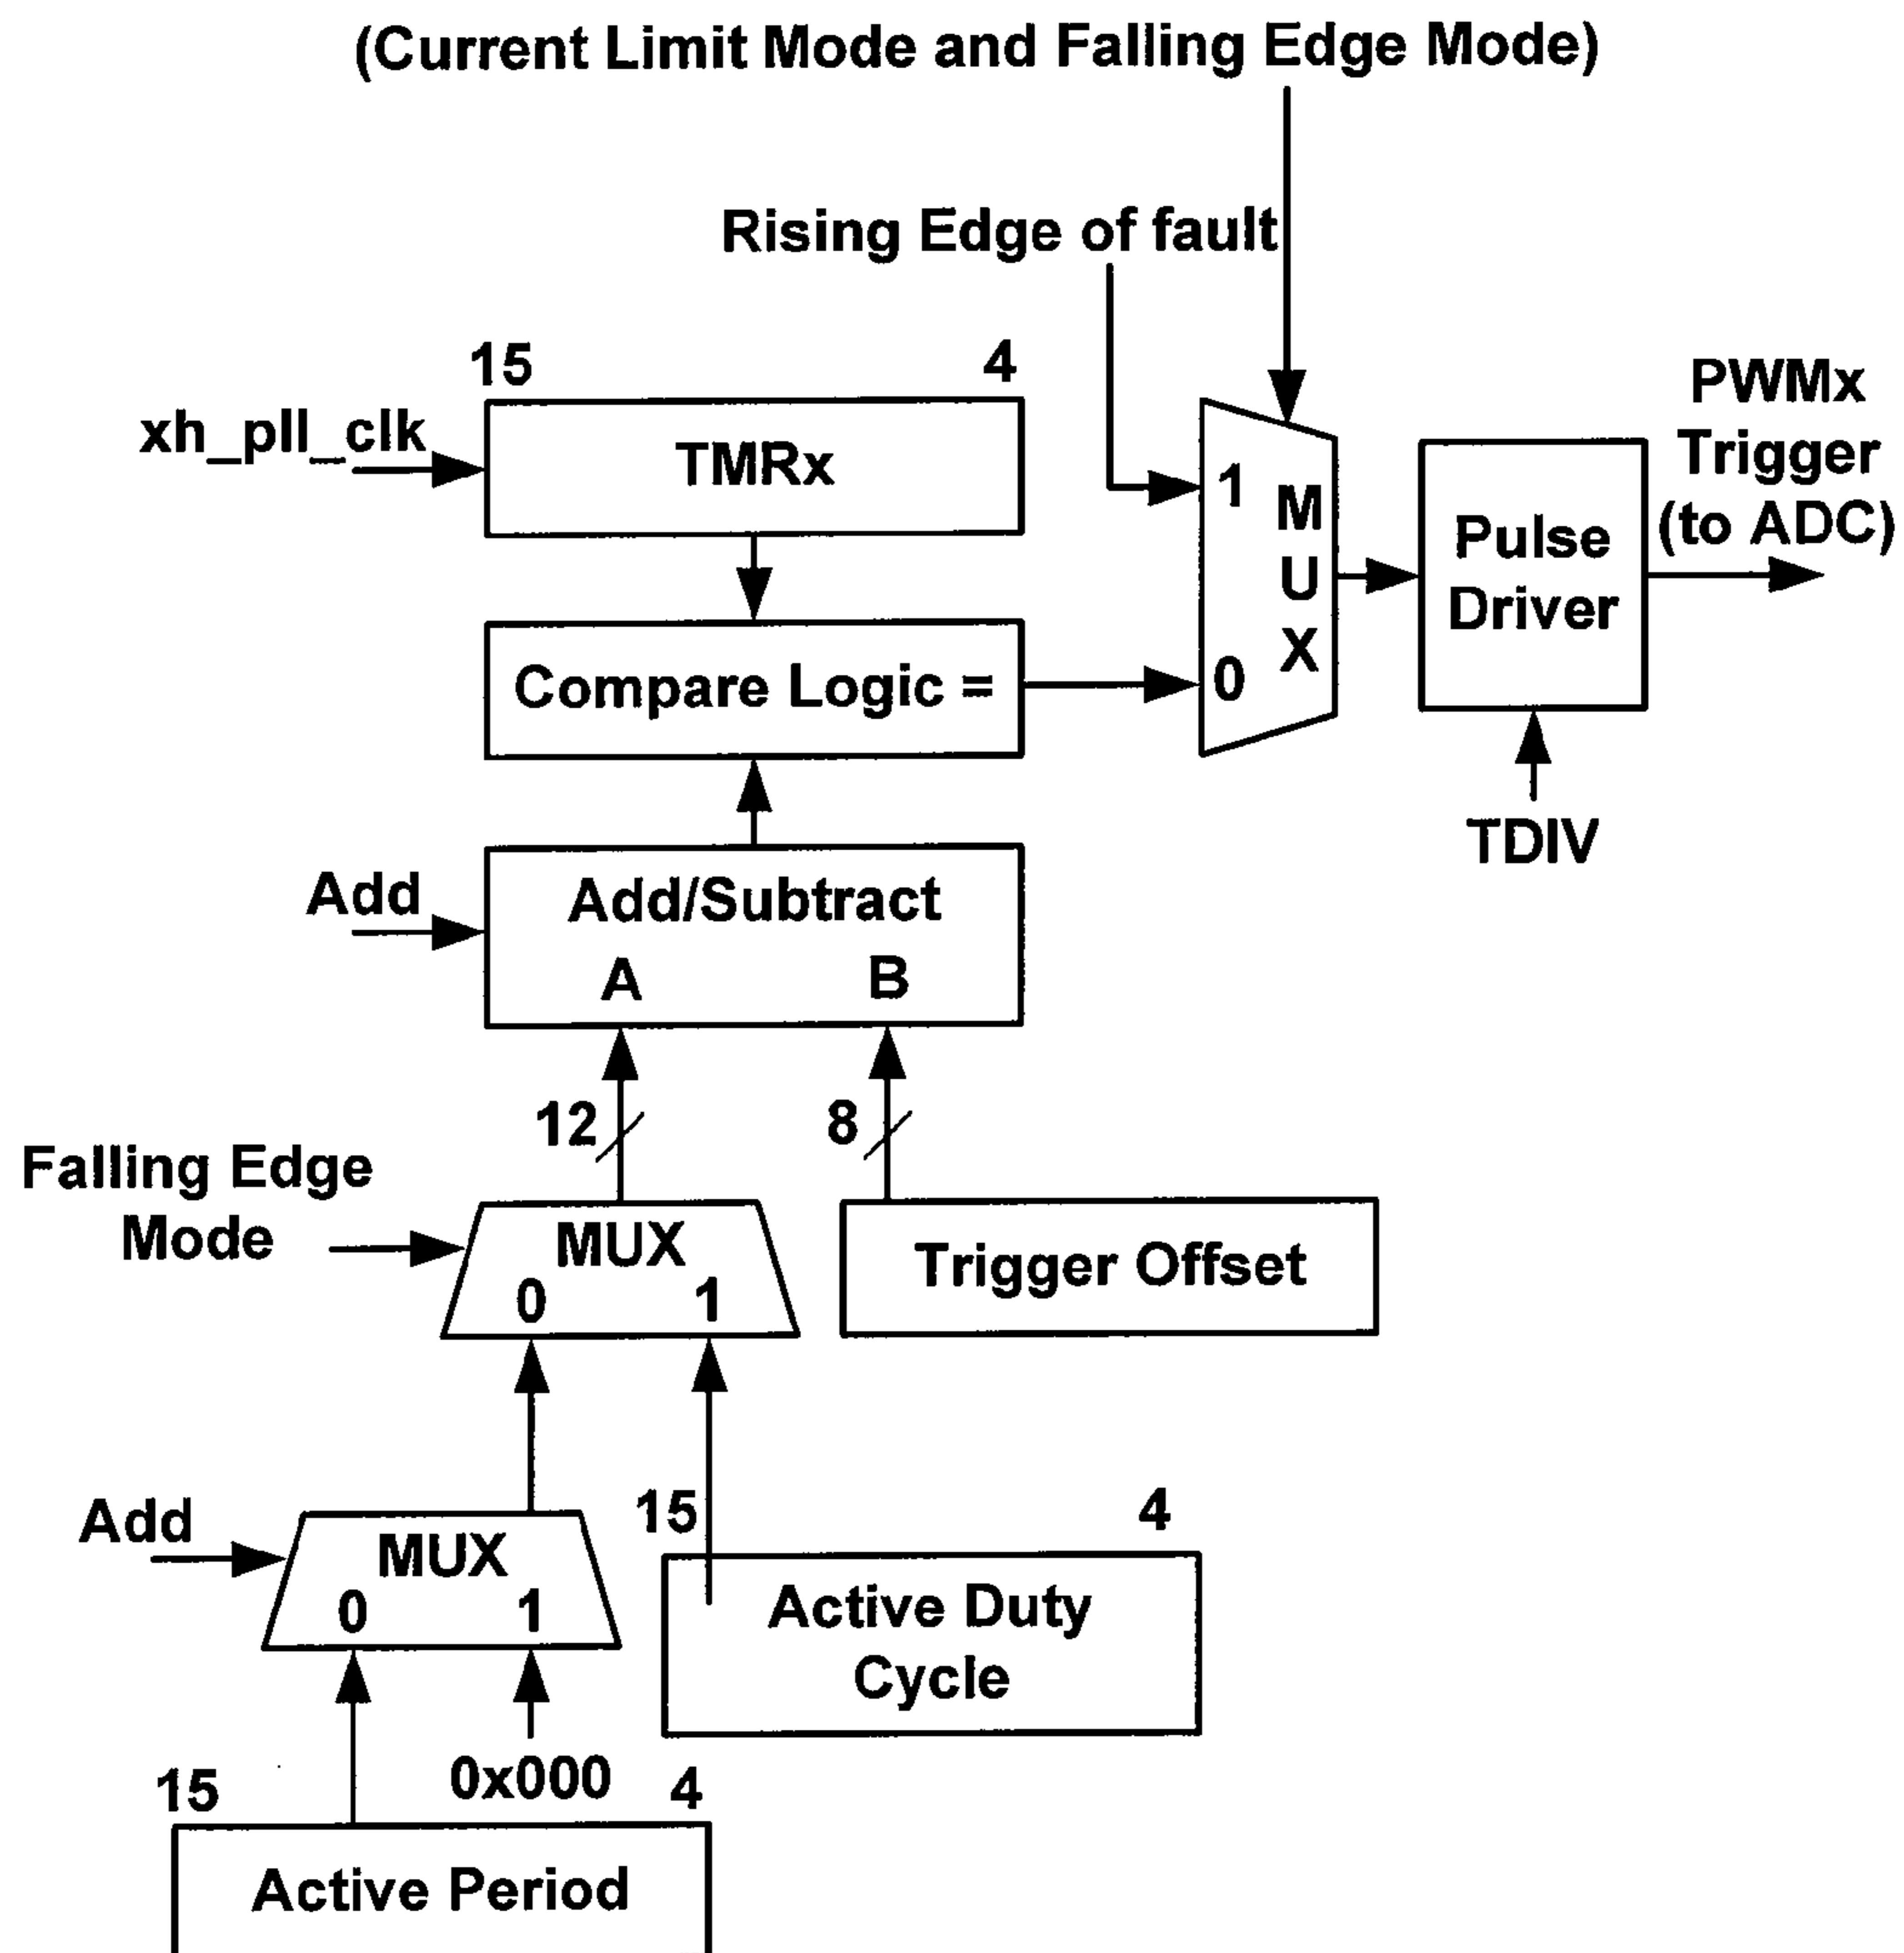 (Current Limit Mode and Falling Edge Mode)
Rising Edge of fault
15
4
xh_pll_clk
TMRx
PWMx
Trigger
(to ADC)
1
M
U
X
0
Pulse
Driver
Compare Logic =
TDIV
Add
Add/Subtract
A
B
12
8
Falling Edge
Mode
MUX
0
1
Trigger Offset
Add
MUX
0
1
15
4
Active Duty
Cycle
0x000
15
4
Active Period